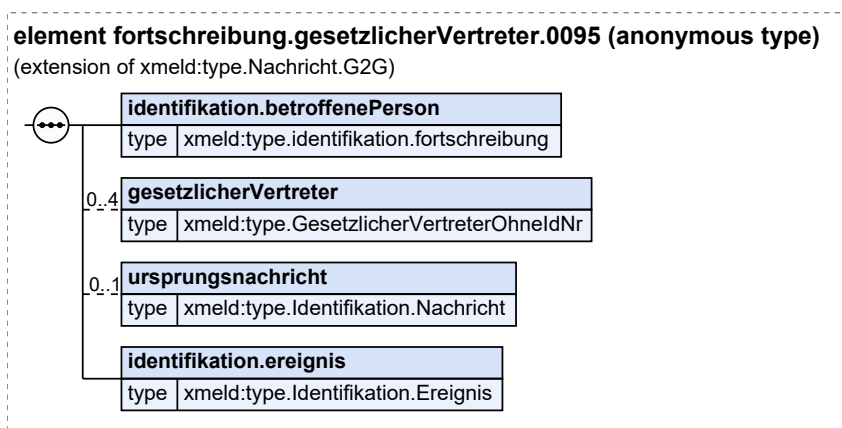 element fortschreibung.gesetzlicherVertreter.0095 (anonymous type)
(extension of xmeld:type.Nachricht.G2G)
identifikation.betroffenePerson
type xmeld:type.identifikation.fortschreibung
0..4 gesetzlicherVertreter
type xmeld:type.GesetzlicherVertreterOhneIdNr
0..1 ursprungsnachricht
type xmeld:type.Identifikation.Nachricht
identifikation.ereignis
type xmeld:type.Identifikation.Ereignis